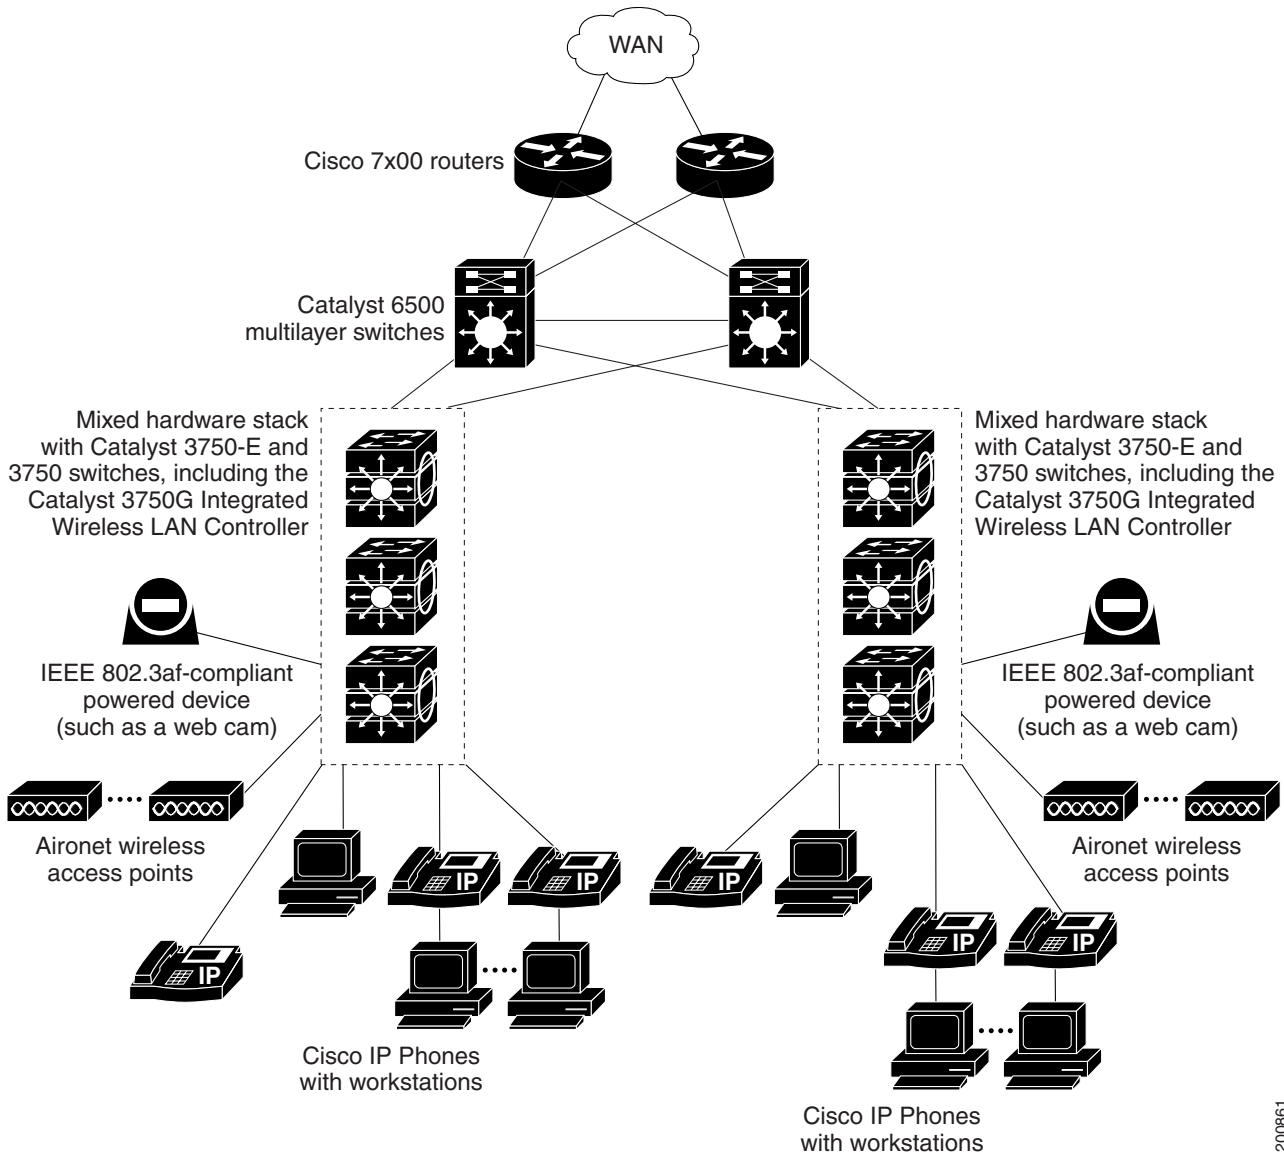 WAN
Cisco 7x00 routers
Catalyst 6500
multilayer switches
Mixed hardware stack
with Catalyst 3750-E and
3750 switches, including the
Catalyst 3750G Integrated
Wireless LAN Controller
Mixed hardware stack
with Catalyst 3750-E and
3750 switches, including the
Catalyst 3750G Integrated
Wireless LAN Controller
IEEE 802.3af-compliant
powered device
(such as a web cam)
IEEE 802.3af-compliant
powered device
(such as a web cam)
Aironet wireless
access points
Aironet wireless
access points
IP
IP
IP
IP
IP
IP
Cisco IP Phones
with workstations
Cisco IP Phones
with workstations
200861